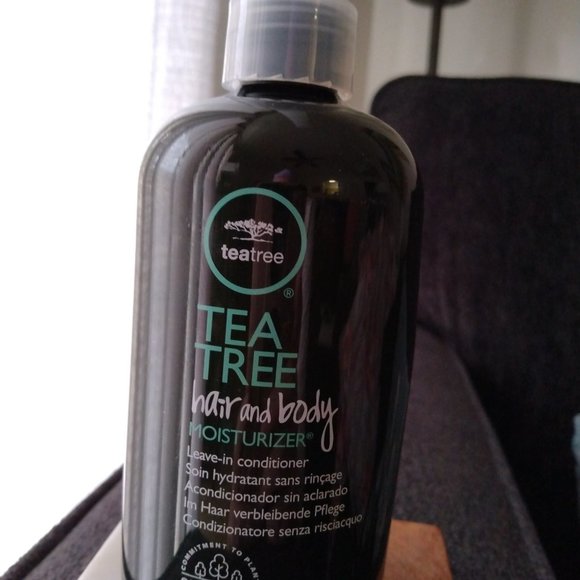 teatree
®
TEA
TREE
hair and body
MOISTURIZER®
Leave-in conditioner
Soin hydratant sans rinçage
Acondicionador sin aclarado
Im Haar verbleibende Pflege
Condizionatore senza risciacquo
COMMITMENT TO